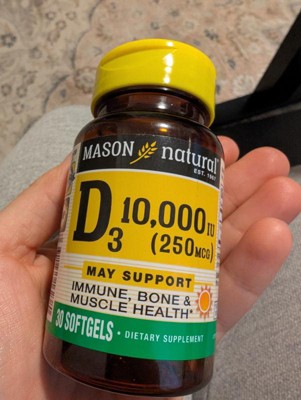 MASON natural
EST. 1967
D3 10,000 IU
(250 MCG)
MAY SUPPORT
IMMUNE, BONE &
MUSCLE HEALTH*
30 SOFTGELS • DIETARY SUPPLEMENT